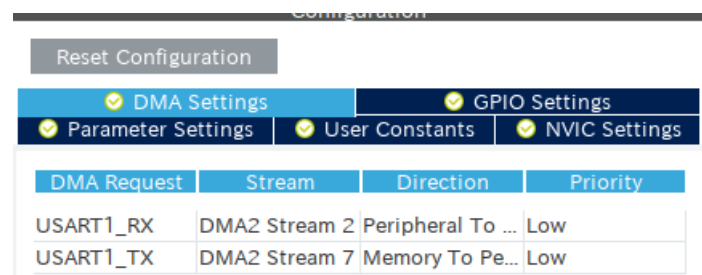 Configuration
Reset Configuration
DMA Settings GPIO Settings
Parameter Settings User Constants NVIC Settings
DMA Request Stream Direction Priority
USART1_RX DMA2 Stream 2 Peripheral To ... Low
USART1_TX DMA2 Stream 7 Memory To Pe... Low